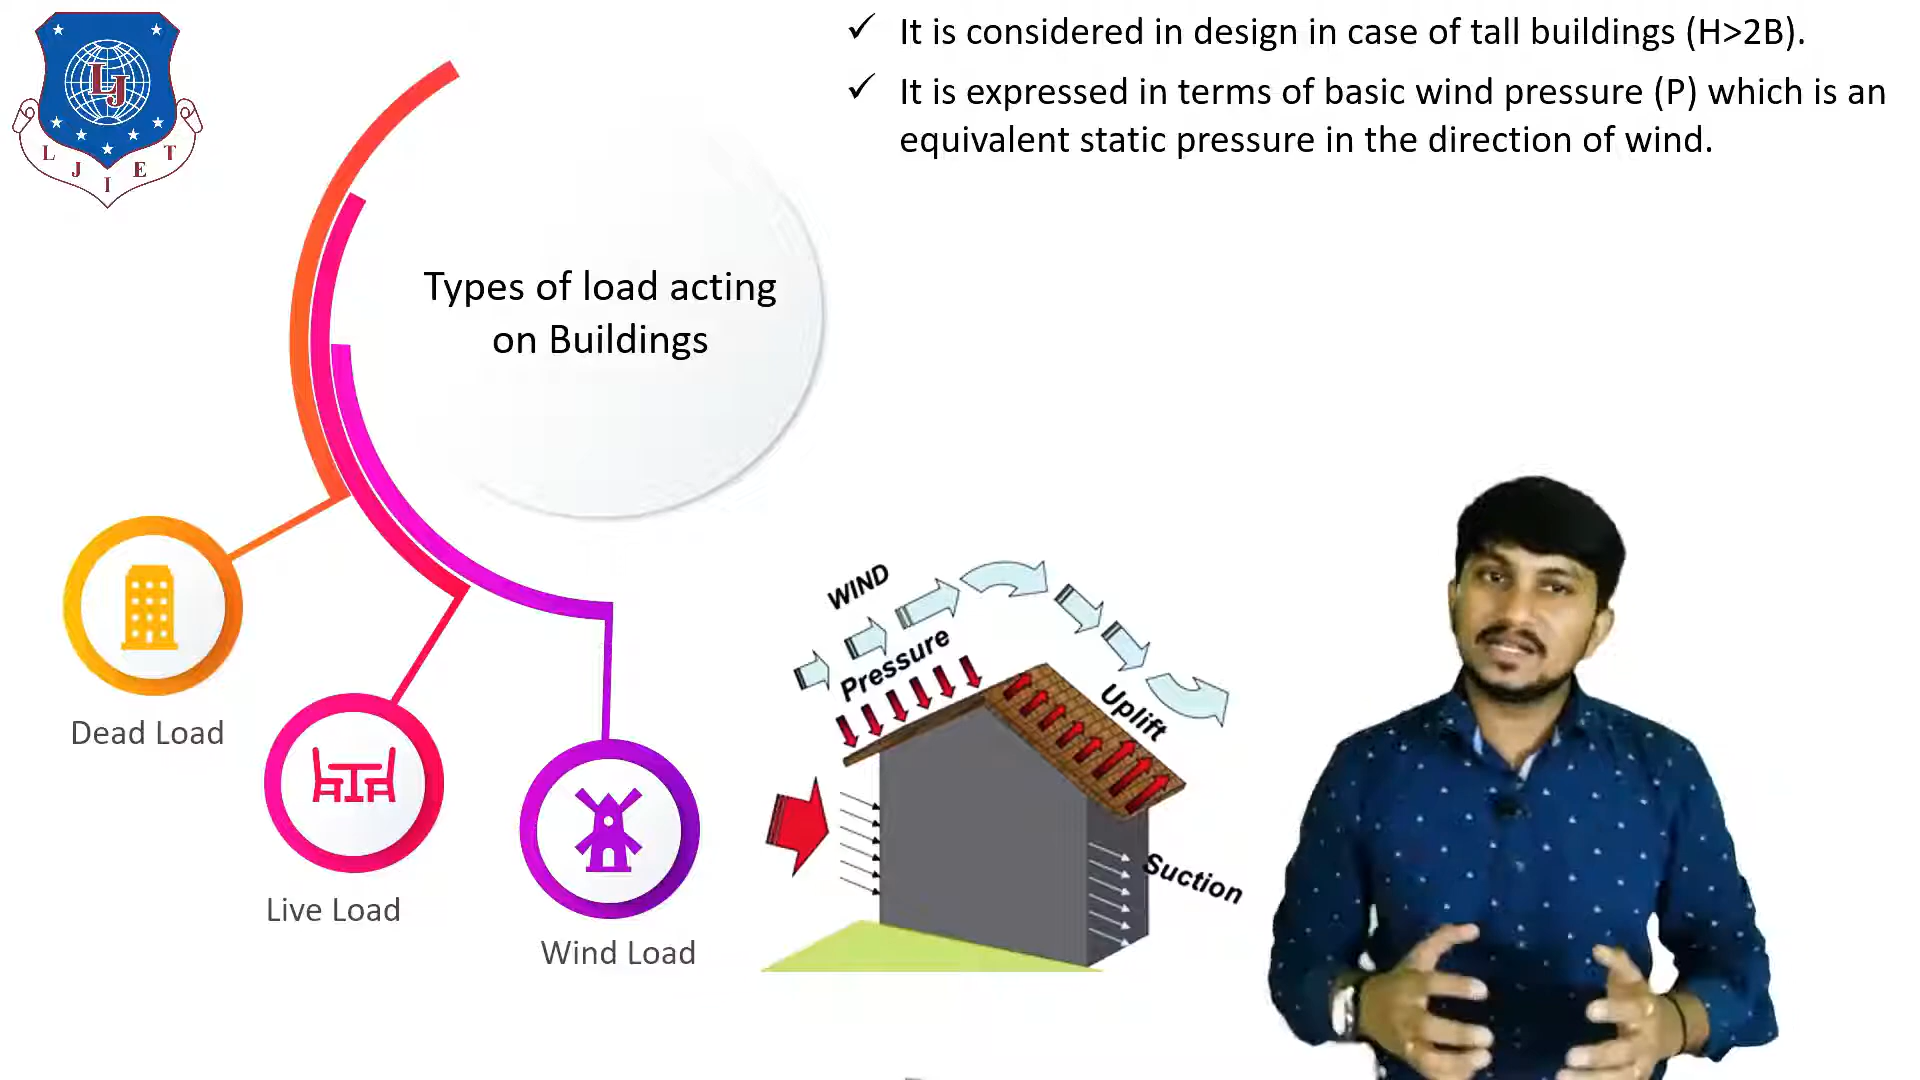 ✓ It is considered in design in case of tall buildings (H>2B).
✓ It is expressed in terms of basic wind pressure (P) which is an
equivalent static pressure in the direction of wind.
LJ
L J I E T
Types of load acting
on Buildings
Dead Load
Live Load
Wind Load
WIND
Pressure
Uplift
Suction